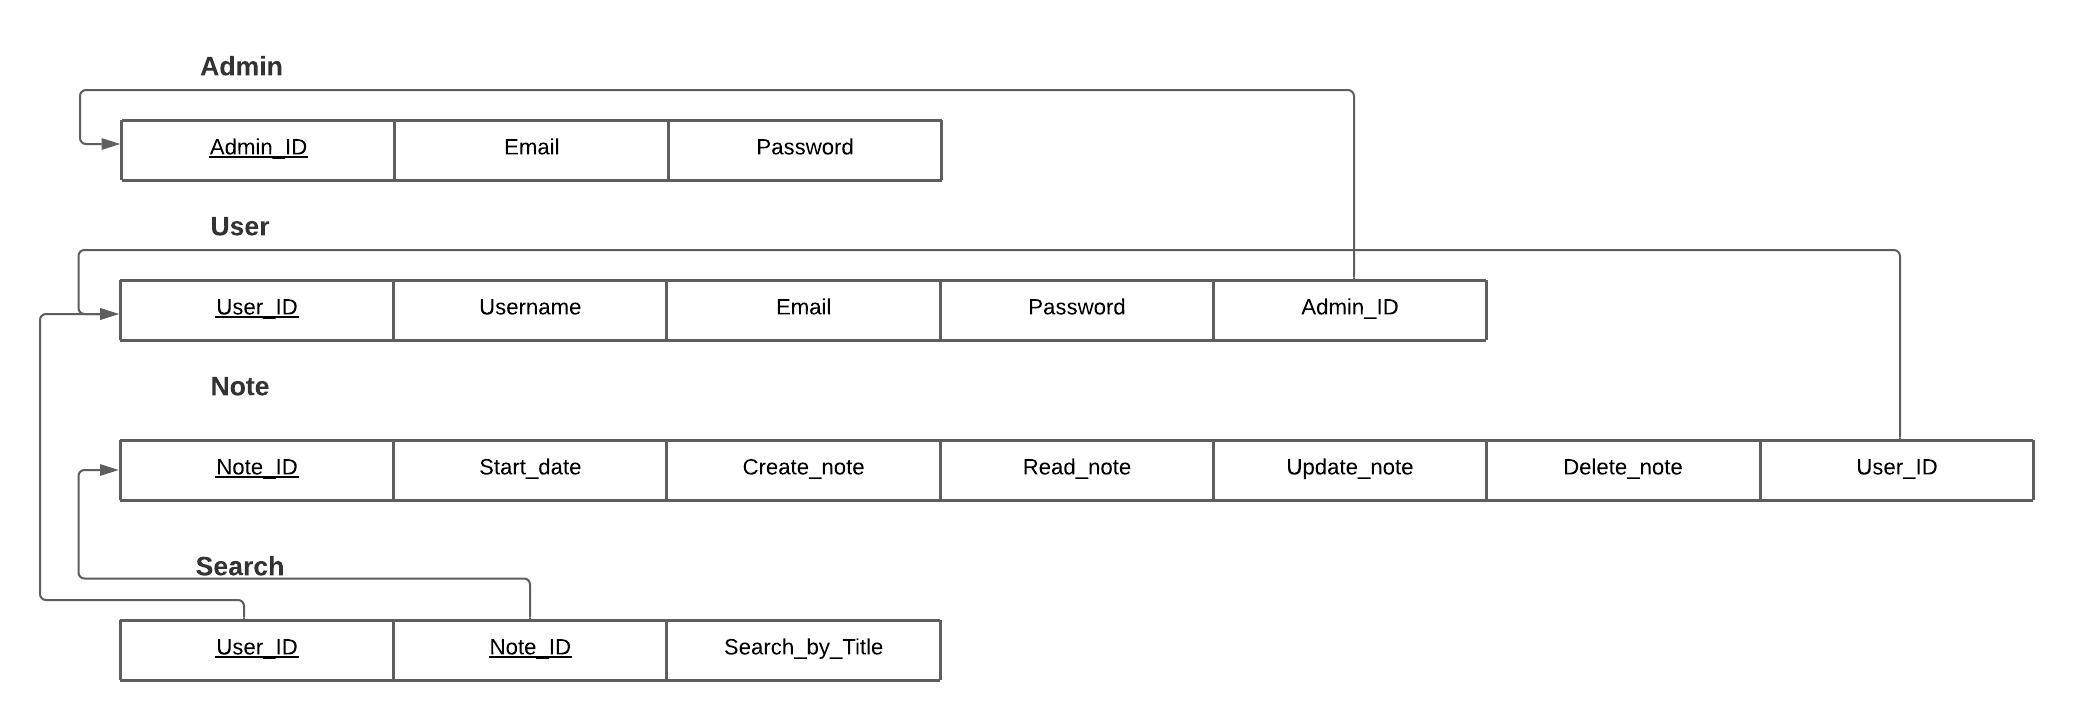 Admin
Admin_ID Email Password
User
User_ID Username Email Password Admin_ID
Note
Note_ID Start_date Create_note Read_note Update_note Delete_note User_ID
Search
User_ID Note_ID Search_by_Title